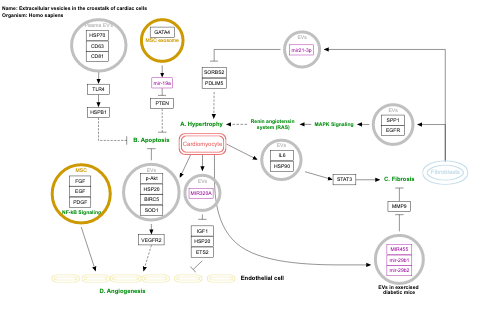 Name: Extracellular vesicles in the crosstalk of cardiac cells
Organism: Homo sapiens
Plasma EVs
HSP70
CD63
CD81
GATA4
MSC exosome
EVs
mir21-3p
TLR4
mir-19a
SORBS2
PDLIM5
HSPB1
PTEN
A. Hypertrophy
Renin angiotensin
system (RAS)
MAPK Signaling
EVs
SPP1
EGFR
B. Apoptosis
Cardiomyocyte
EVs
IL6
HSP90
MSC
FGF
EGF
PDGF
NF-kB Signaling
EVs
p-Akt
HSP20
BIRC5
SOD1
EVs
MIR320A
STAT3
C. Fibrosis
Fibroblasts
MMP9
VEGFR2
IGF1
HSP20
ETS2
MIR455
mir-29b1
mir-29b2
EVs in exercised
diabetic mice
Endothelial cell
D. Angiogenesis